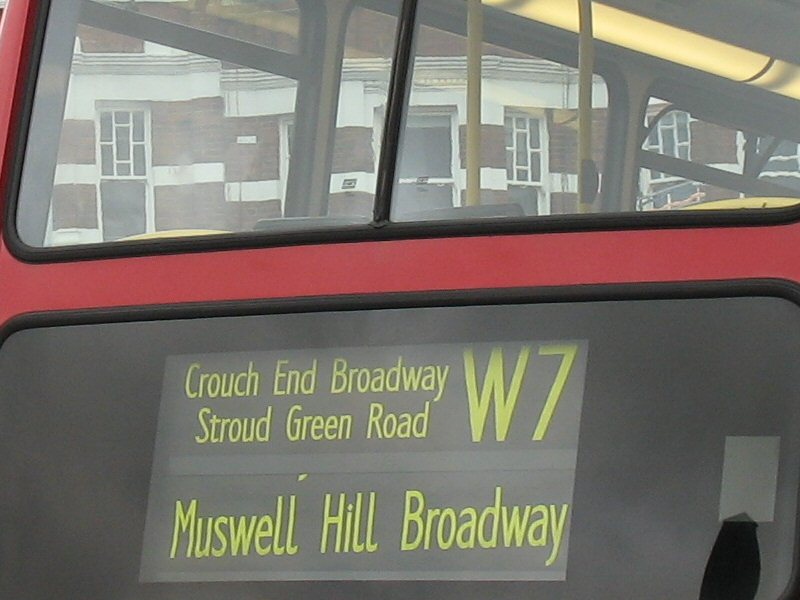 Crouch End Broadway W7
Stroud Green Road
Muswell Hill Broadway